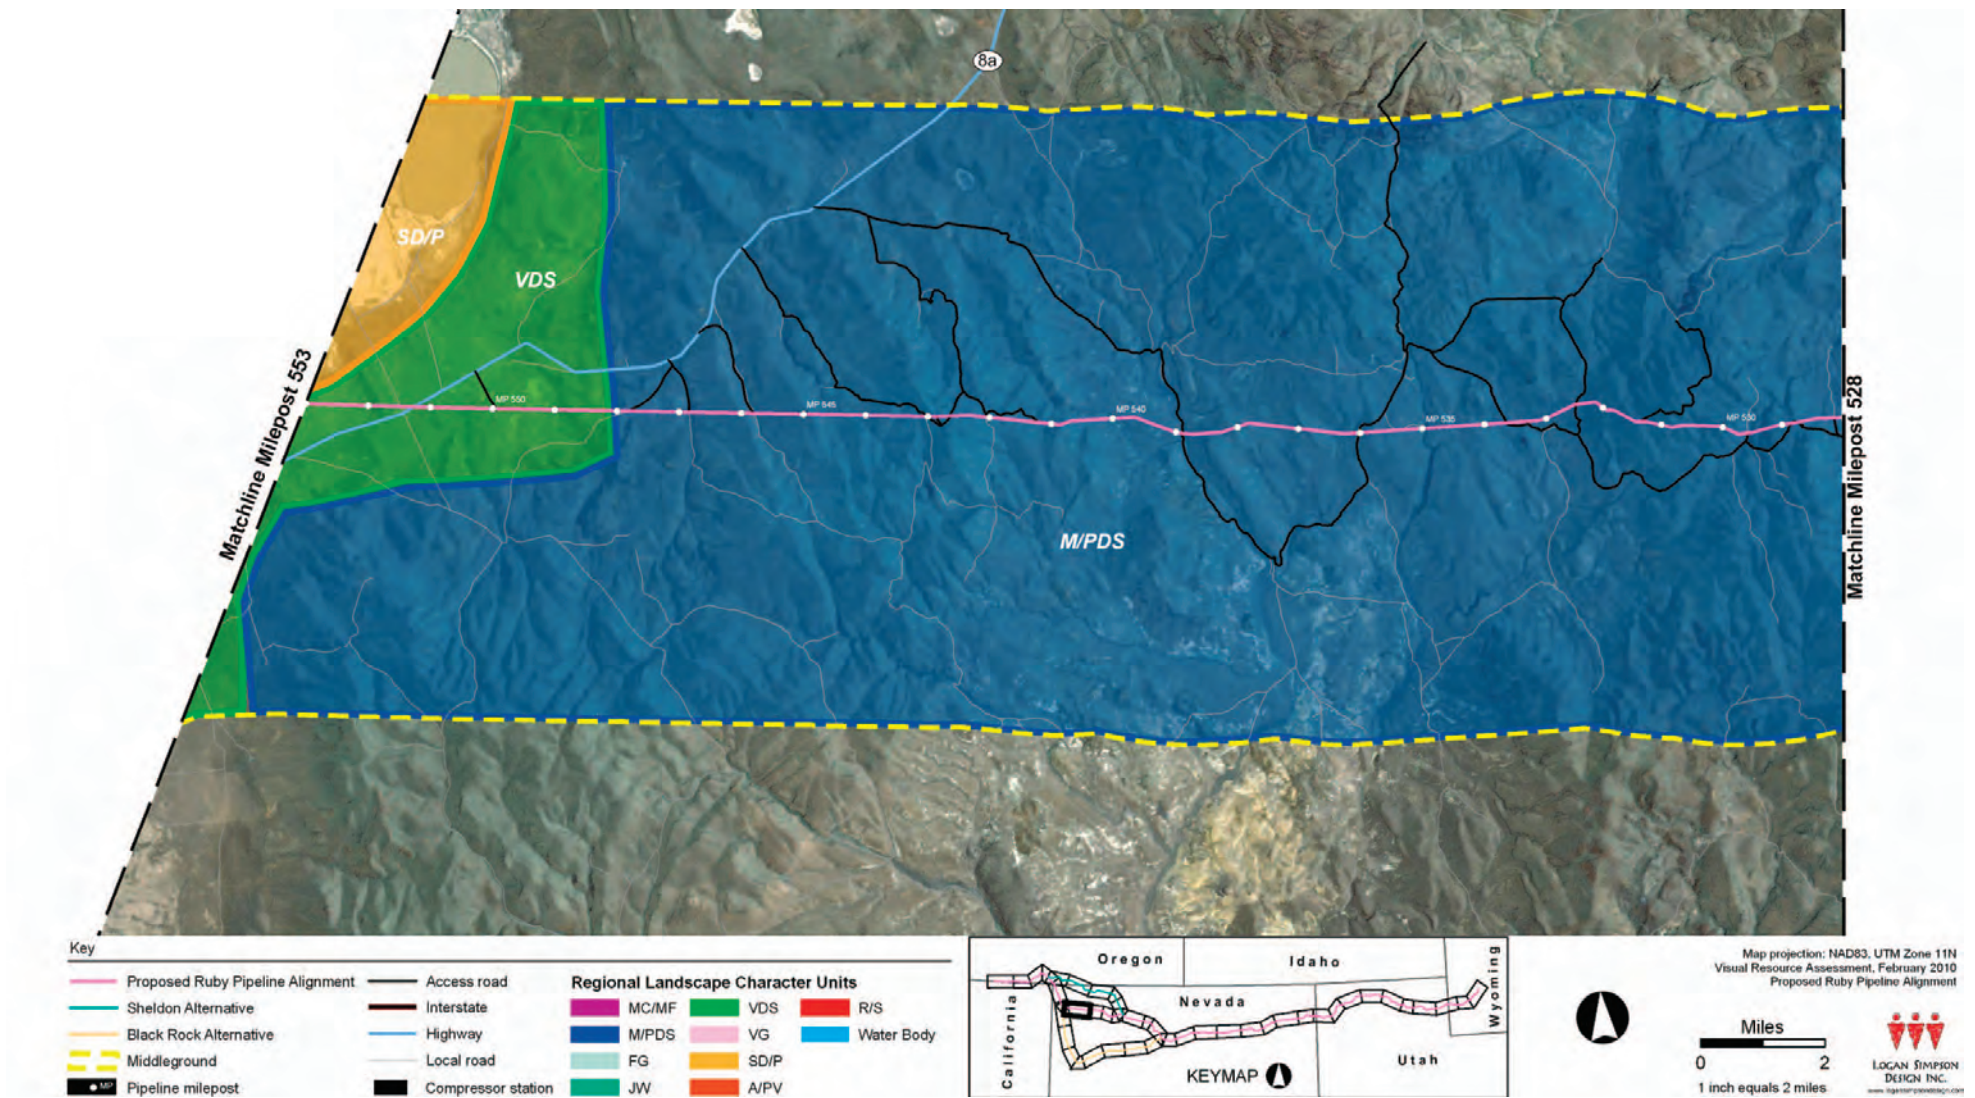 8a
SD/P
VDS
Matchline Milepost 553
MP 550
MP 545
MP 540
MP 535
MP 530
M/PDS
Matchline Milepost 528
Key
Proposed Ruby Pipeline Alignment
Sheldon Alternative
Black Rock Alternative
Middleground
MP Pipeline milepost
Access road
Interstate
Highway
Local road
Compressor station
Regional Landscape Character Units
MC/MF
M/PDS
FG
JW
VDS
VG
SD/P
A/PV
R/S
Water Body
Oregon
Idaho
Wyoming
Nevada
California
Utah
KEYMAP
Map projection: NAD83, UTM Zone 11N
Visual Resource Assessment, February 2010
Proposed Ruby Pipeline Alignment
Miles
0 2
1 inch equals 2 miles
LOGAN SIMPSON
DESIGN INC.
www.logansimpsondesign.com